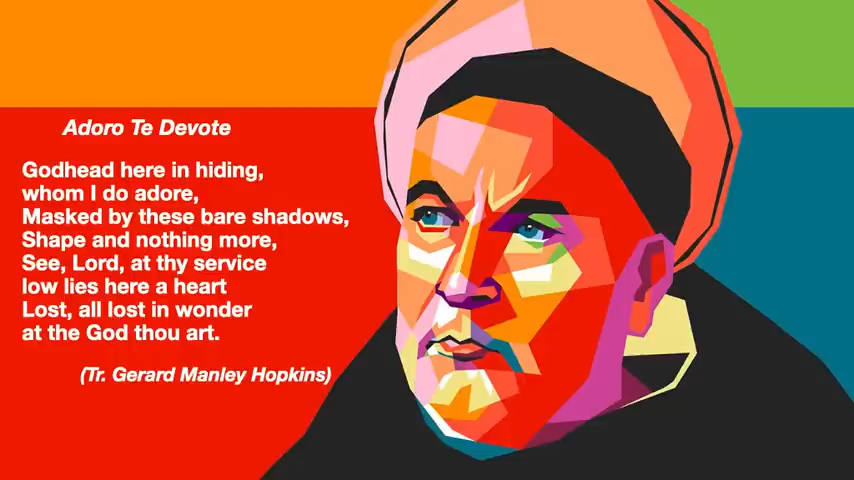 Adoro Te Devote
Godhead here in hiding,
whom I do adore,
Masked by these bare shadows,
Shape and nothing more,
See, Lord, at thy service
low lies here a heart
Lost, all lost in wonder
at the God thou art.
(Tr. Gerard Manley Hopkins)